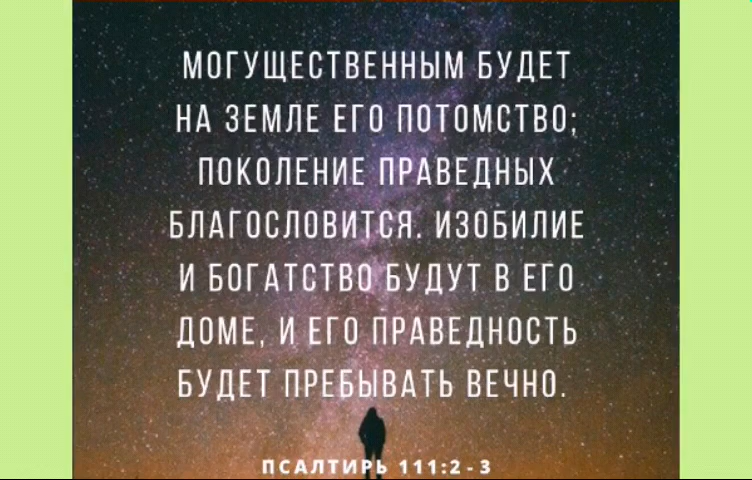 МОГУЩЕСТВЕННЫМ БУДЕТ
НА ЗЕМЛЕ ЕГО ПОТОМСТВО;
ПОКОЛЕНИЕ ПРАВЕДНЫХ
БЛАГОСЛОВИТСЯ. ИЗОБИЛИЕ
И БОГАТСТВО БУДУТ В ЕГО
ДОМЕ, И ЕГО ПРАВЕДНОСТЬ
БУДЕТ ПРЕБЫВАТЬ ВЕЧНО.
ПСАЛТИРЬ 111:2-3